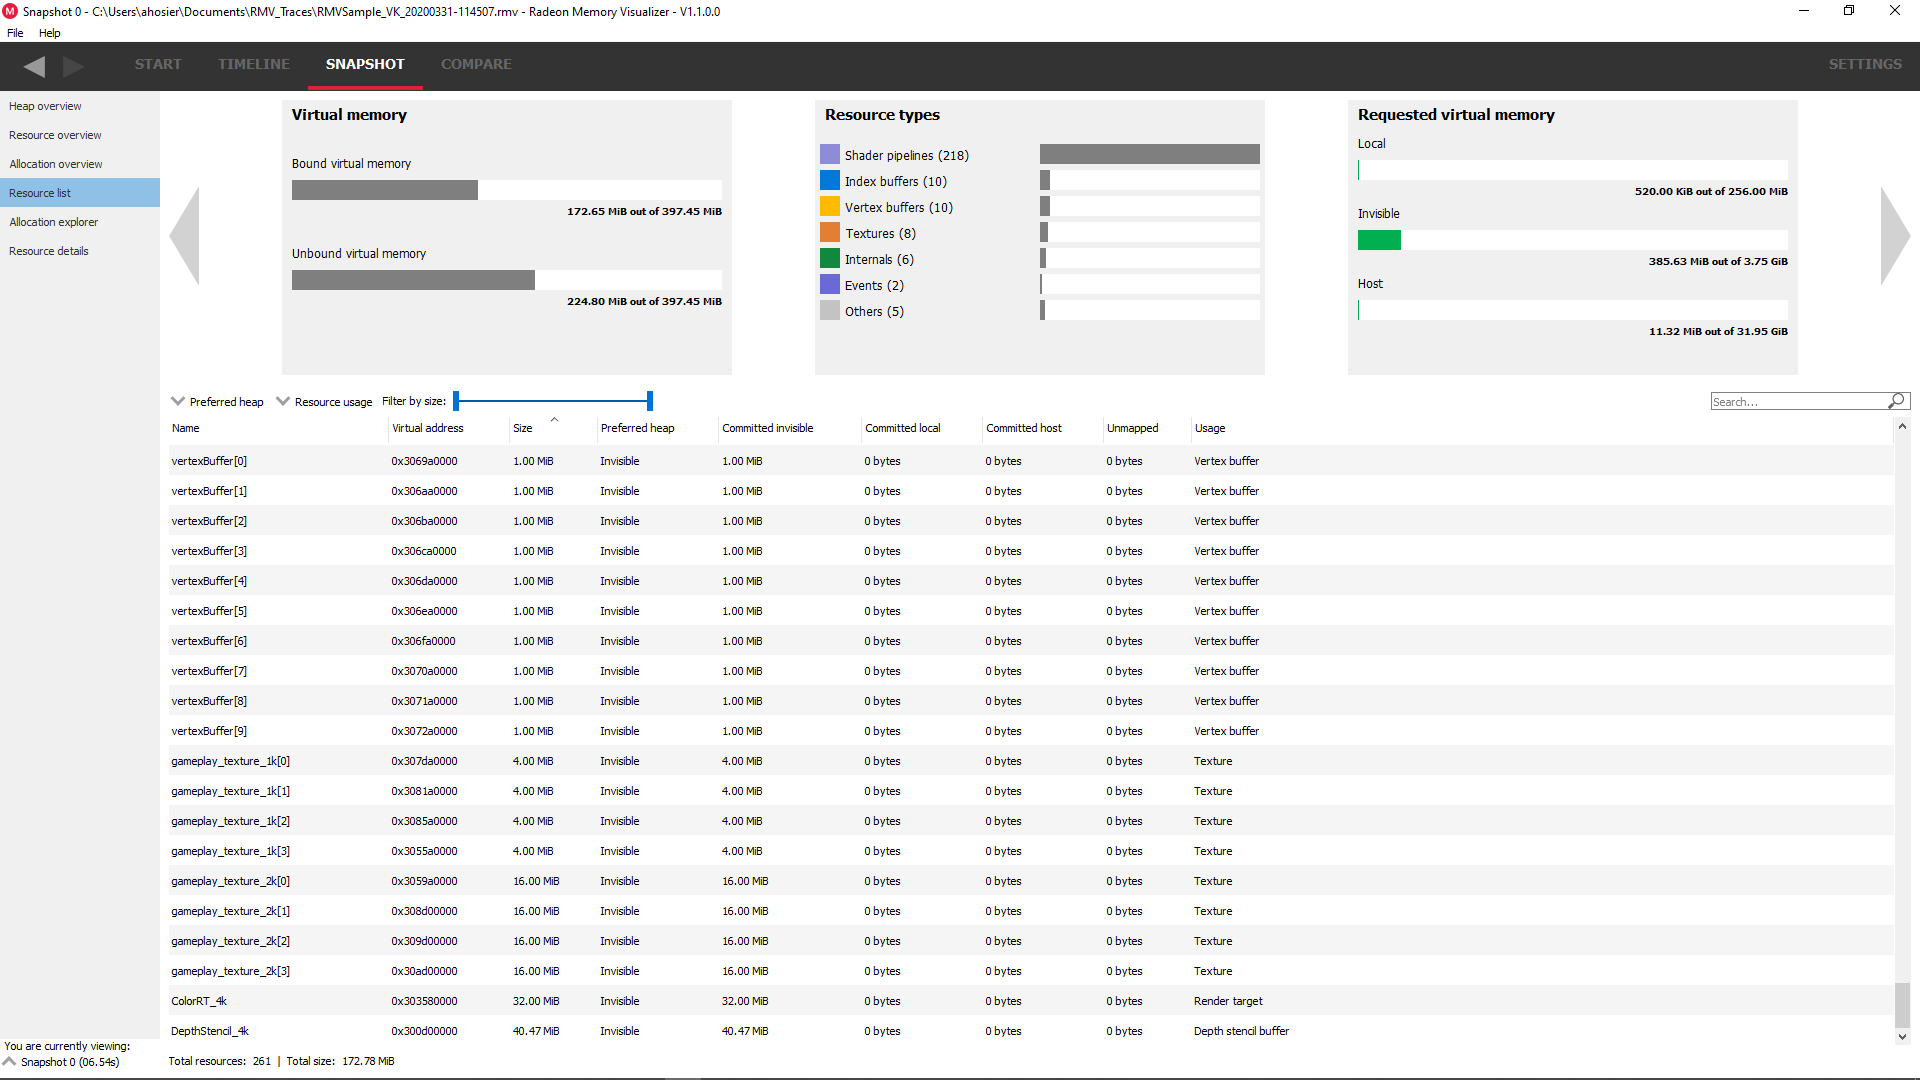 Snapshot 0 - C:\Users\ahosier\Documents\RMV_Traces\RMVSample_VK_20200331-114507.rmv - Radeon Memory Visualizer - V1.1.0.0
File Help
START TIMELINE SNAPSHOT COMPARE SETTINGS
Heap overview
Resource overview
Allocation overview
Resource list
Allocation explorer
Resource details
Virtual memory
Bound virtual memory
172.65 MiB out of 397.45 MiB
Unbound virtual memory
224.80 MiB out of 397.45 MiB
Resource types
Shader pipelines (218)
Index buffers (10)
Vertex buffers (10)
Textures (8)
Internals (6)
Events (2)
Others (5)
Requested virtual memory
Local
520.00 KiB out of 256.00 MiB
Invisible
385.63 MiB out of 3.75 GiB
Host
11.32 MiB out of 31.95 GiB
Preferred heap Resource usage Filter by size: Search...
Name Virtual address Size Preferred heap Committed invisible Committed local Committed host Unmapped Usage
vertexBuffer[0] 0x3069a0000 1.00 MiB Invisible 1.00 MiB 0 bytes 0 bytes 0 bytes Vertex buffer
vertexBuffer[1] 0x306aa0000 1.00 MiB Invisible 1.00 MiB 0 bytes 0 bytes 0 bytes Vertex buffer
vertexBuffer[2] 0x306ba0000 1.00 MiB Invisible 1.00 MiB 0 bytes 0 bytes 0 bytes Vertex buffer
vertexBuffer[3] 0x306ca0000 1.00 MiB Invisible 1.00 MiB 0 bytes 0 bytes 0 bytes Vertex buffer
vertexBuffer[4] 0x306da0000 1.00 MiB Invisible 1.00 MiB 0 bytes 0 bytes 0 bytes Vertex buffer
vertexBuffer[5] 0x306ea0000 1.00 MiB Invisible 1.00 MiB 0 bytes 0 bytes 0 bytes Vertex buffer
vertexBuffer[6] 0x306fa0000 1.00 MiB Invisible 1.00 MiB 0 bytes 0 bytes 0 bytes Vertex buffer
vertexBuffer[7] 0x3070a0000 1.00 MiB Invisible 1.00 MiB 0 bytes 0 bytes 0 bytes Vertex buffer
vertexBuffer[8] 0x3071a0000 1.00 MiB Invisible 1.00 MiB 0 bytes 0 bytes 0 bytes Vertex buffer
vertexBuffer[9] 0x3072a0000 1.00 MiB Invisible 1.00 MiB 0 bytes 0 bytes 0 bytes Vertex buffer
gameplay_texture_1k[0] 0x307da0000 4.00 MiB Invisible 4.00 MiB 0 bytes 0 bytes 0 bytes Texture
gameplay_texture_1k[1] 0x3081a0000 4.00 MiB Invisible 4.00 MiB 0 bytes 0 bytes 0 bytes Texture
gameplay_texture_1k[2] 0x3085a0000 4.00 MiB Invisible 4.00 MiB 0 bytes 0 bytes 0 bytes Texture
gameplay_texture_1k[3] 0x3055a0000 4.00 MiB Invisible 4.00 MiB 0 bytes 0 bytes 0 bytes Texture
gameplay_texture_2k[0] 0x3059a0000 16.00 MiB Invisible 16.00 MiB 0 bytes 0 bytes 0 bytes Texture
gameplay_texture_2k[1] 0x308d00000 16.00 MiB Invisible 16.00 MiB 0 bytes 0 bytes 0 bytes Texture
gameplay_texture_2k[2] 0x309d00000 16.00 MiB Invisible 16.00 MiB 0 bytes 0 bytes 0 bytes Texture
gameplay_texture_2k[3] 0x30ad00000 16.00 MiB Invisible 16.00 MiB 0 bytes 0 bytes 0 bytes Texture
ColorRT_4k 0x303580000 32.00 MiB Invisible 32.00 MiB 0 bytes 0 bytes 0 bytes Render target
DepthStencil_4k 0x300d00000 40.47 MiB Invisible 40.47 MiB 0 bytes 0 bytes 0 bytes Depth stencil buffer
You are currently viewing:
Snapshot 0 (06.54s)
Total resources: 261 | Total size: 172.78 MiB